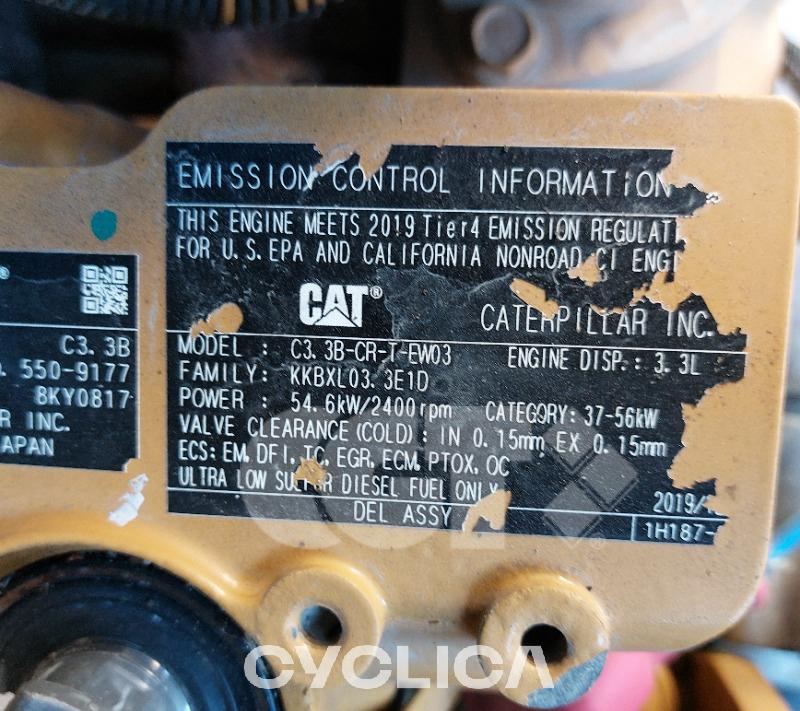 EMISSION CONTROL INFORMATION
THIS ENGINE MEETS 2019 Tier4 EMISSION
FOR U.S. EPA AND CALIFORNIA NONROAD CI
CAT®
CATERPILLAR INC.
MODEL : C3.3B-CR-T-EW03 ENGINE DISP.: 3.3L
FAMILY: KKBXL03.3E1D
POWER : 54.6kW/2400rpm CATEGORY: 37-56kW
VALVE CLEARANCE (COLD) : IN 0.15mm, EX 0.15mm
ECS: EM, DFI, TC, EGR, ECM, PTOX, OC
ULTRA LOW SULFUR DIESEL FUEL ONLY
2019/
DEL ASSY
1H187-
®
C3.3B
550-9177
8KY0817
INC.
JAPAN
CYCLICA